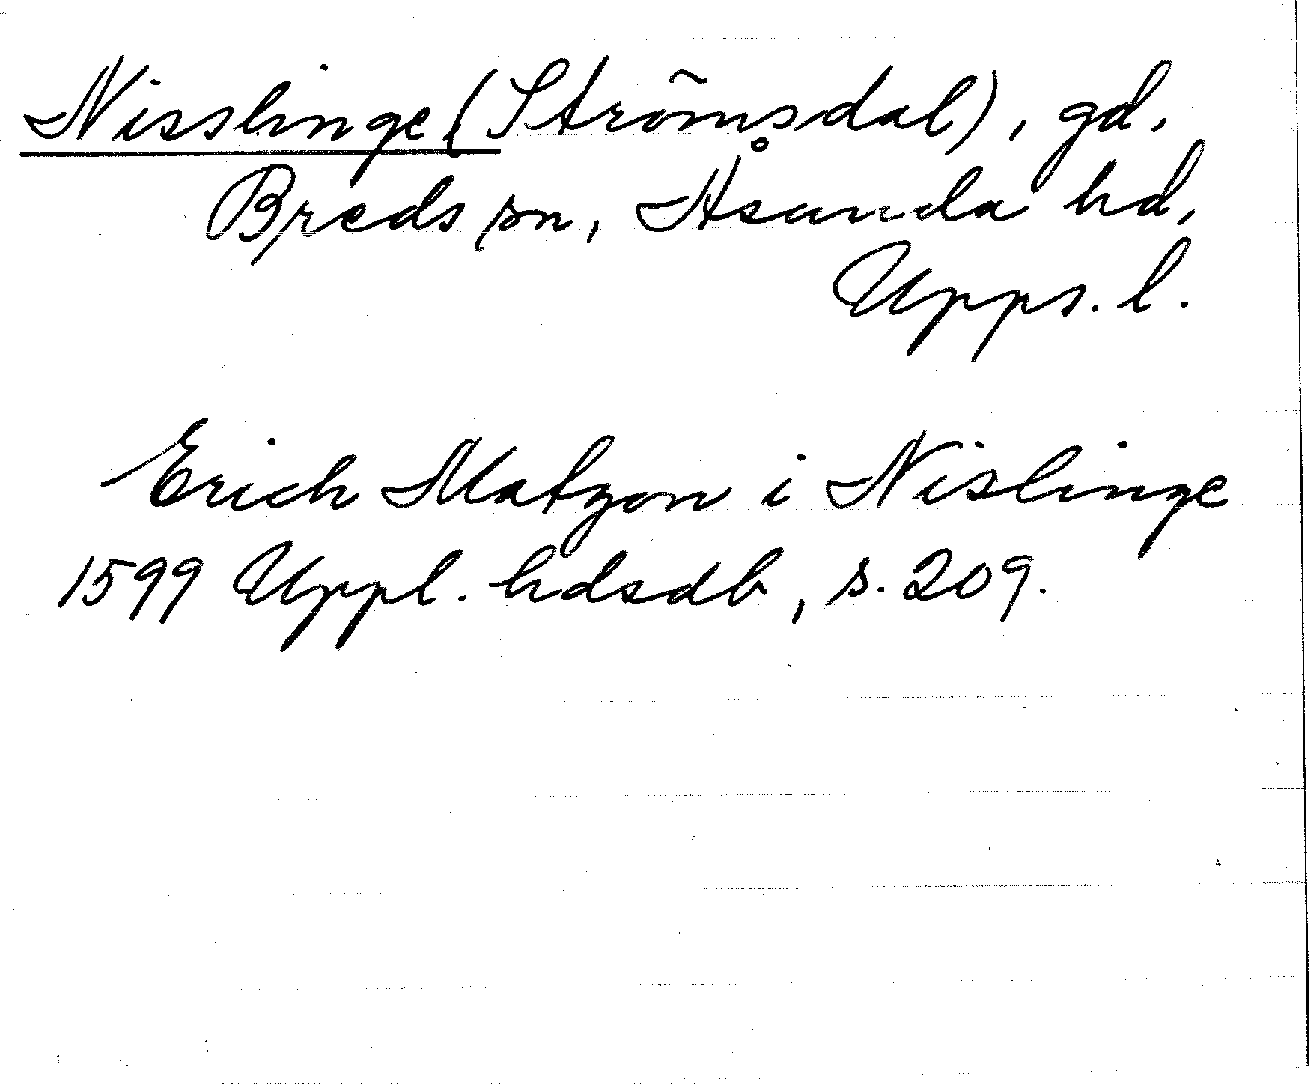 Nisslinge (Strömsdal), gd.
Breds sn, Åsunda hd,
Upps. l.
Erich Matzon i Nislinge
1599 Uppl. hdsdb, s. 209.